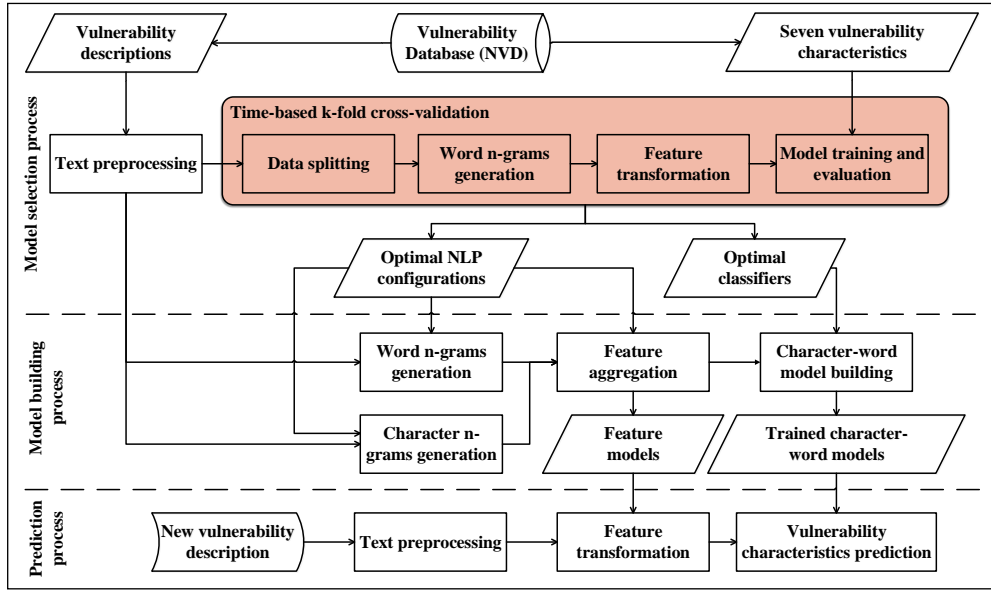 Vulnerability
descriptions
Vulnerability
Database (NVD)
Seven vulnerability
characteristics
Model selection process
Time-based k-fold cross-validation
Text preprocessing
Data splitting
Word n-grams
generation
Feature
transformation
Model training and
evaluation
Optimal NLP
configurations
Optimal
classifiers
Model building
process
Word n-grams
generation
Feature
aggregation
Character-word
model building
Character n-
grams generation
Feature
models
Trained character-
word models
Prediction
process
New vulnerability
description
Text preprocessing
Feature
transformation
Vulnerability
characteristics prediction